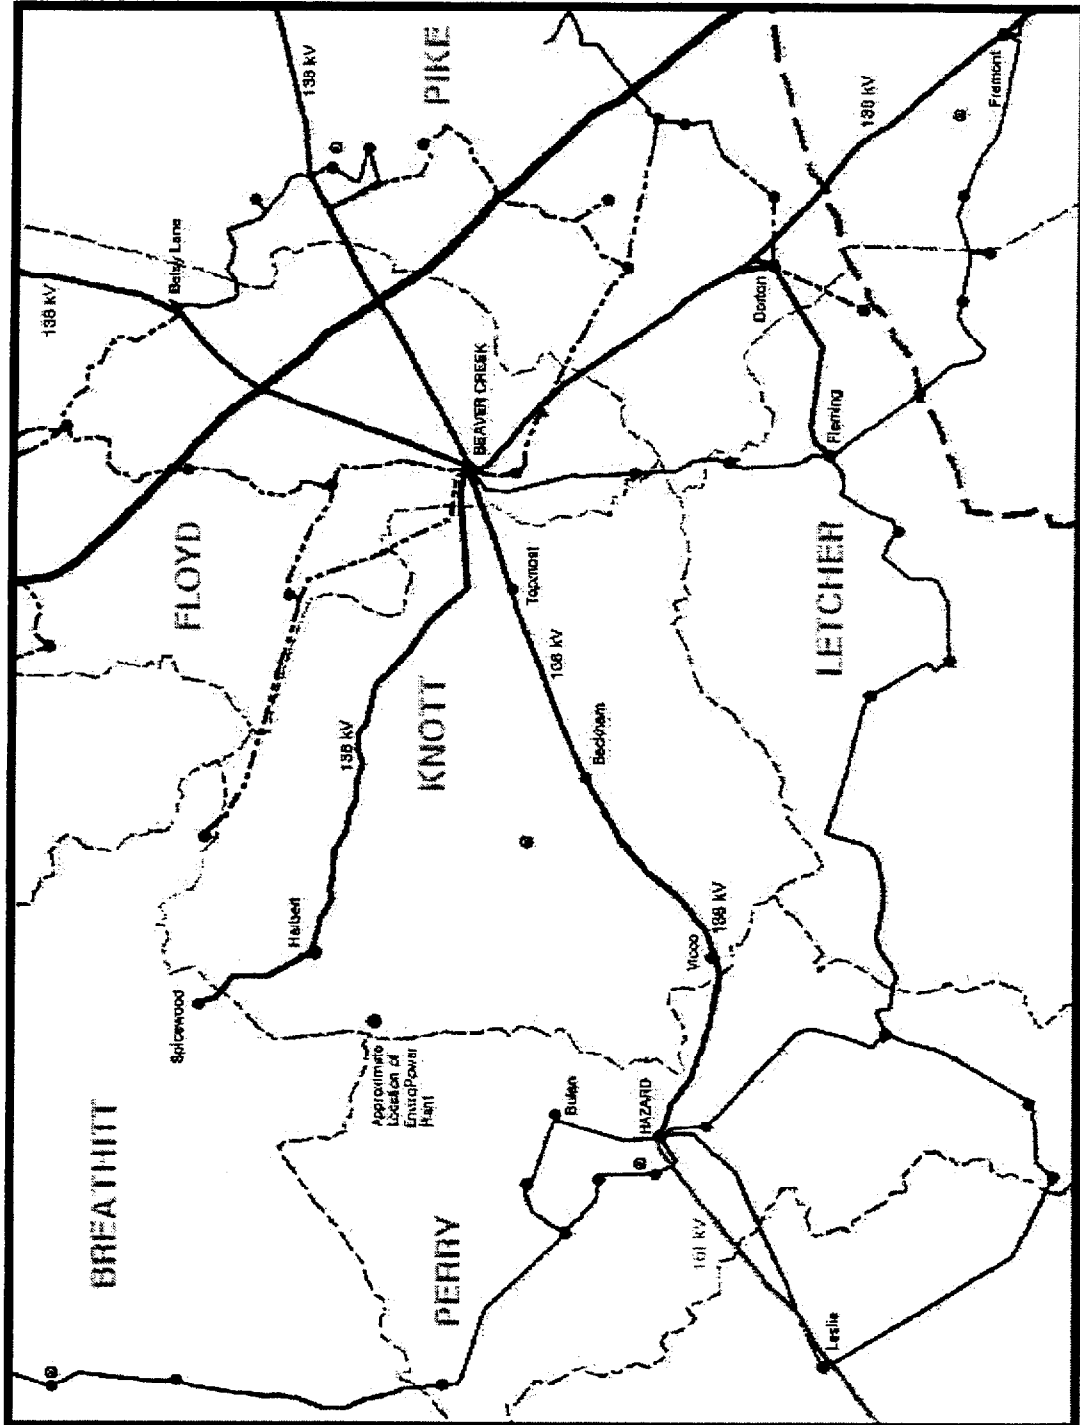 138 kV
BREATHITT
Spicewood
FLOYD
Betsy Lane
Halbert
138 kV
138 kV
Approximate
Location of
EnviroPower
Plant
PERRY
KNOTT
PIKE
BEAVER CREEK
Topmost
138 kV
Bulan
Beckham
HAZARD
161 kV
Vicco
138 kV
Dorton
Leslie
LETCHER
Fleming
138 kV
Fremont